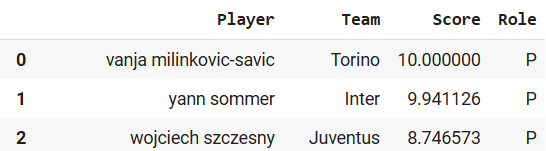 Player Team Score Role
0 vanja milinkovic-savic Torino 10.000000 P
1 yann sommer Inter 9.941126 P
2 wojciech szczesny Juventus 8.746573 P